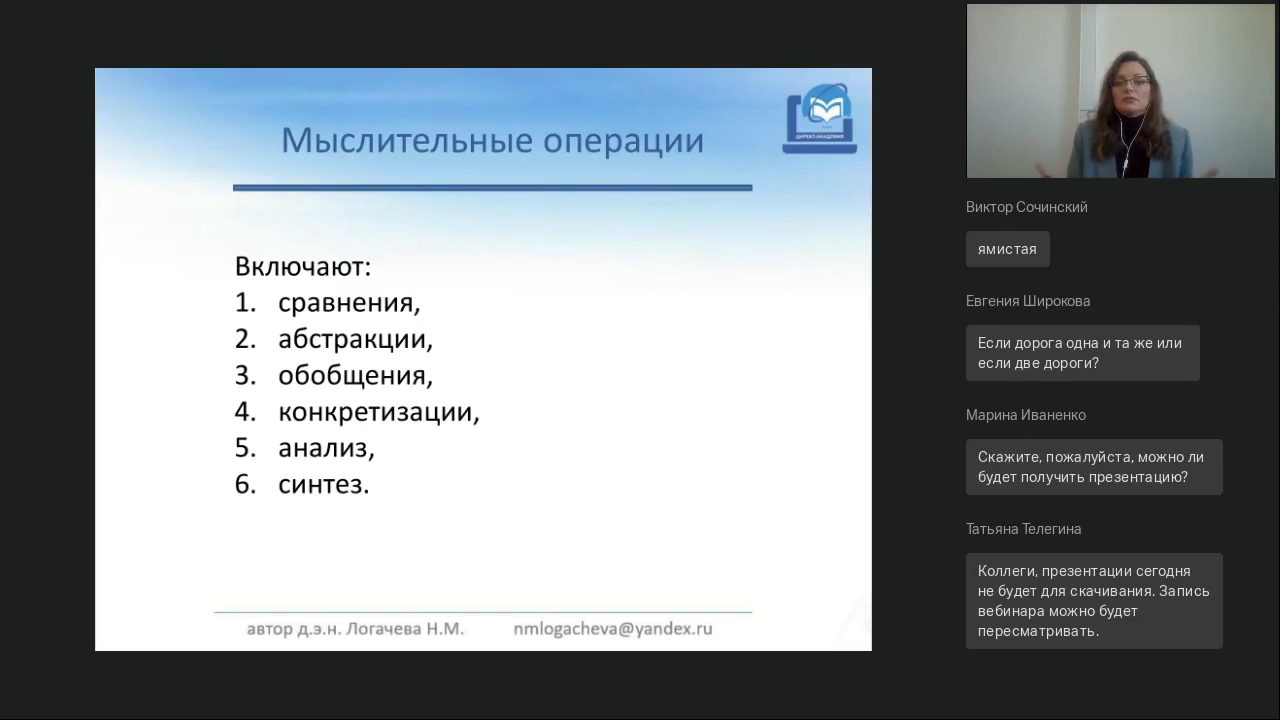 Мыслительные операции
ДИРЕКТ-АКАДЕМИЯ
Включают:
1. сравнения,
2. абстракции,
3. обобщения,
4. конкретизации,
5. анализ,
6. синтез.
автор д.э.н. Логачева Н.М. nmlogacheva@yandex.ru
Виктор Сочинский
ямистая
Евгения Широкова
Если дорога одна и та же или
если две дороги?
Марина Иваненко
Скажите, пожалуйста, можно ли
будет получить презентацию?
Татьяна Телегина
Коллеги, презентации сегодня
не будет для скачивания. Запись
вебинара можно будет
пересматривать.